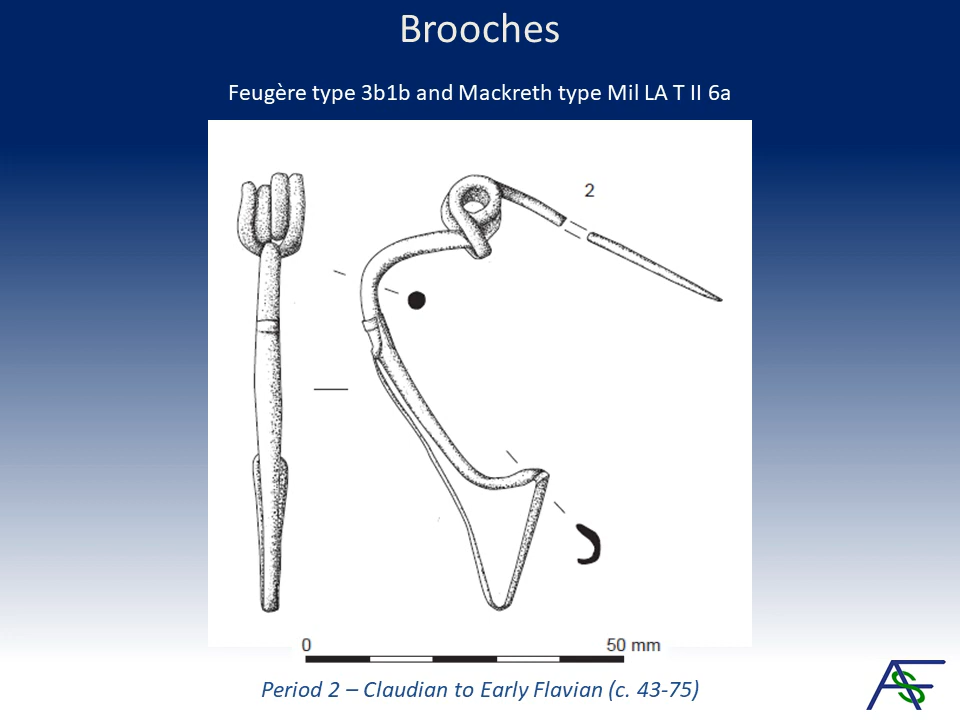 Brooches
Feugère type 3b1b and Mackreth type Mil LA T II 6a
2
0 50 mm
Period 2 – Claudian to Early Flavian (c. 43-75)
AFS